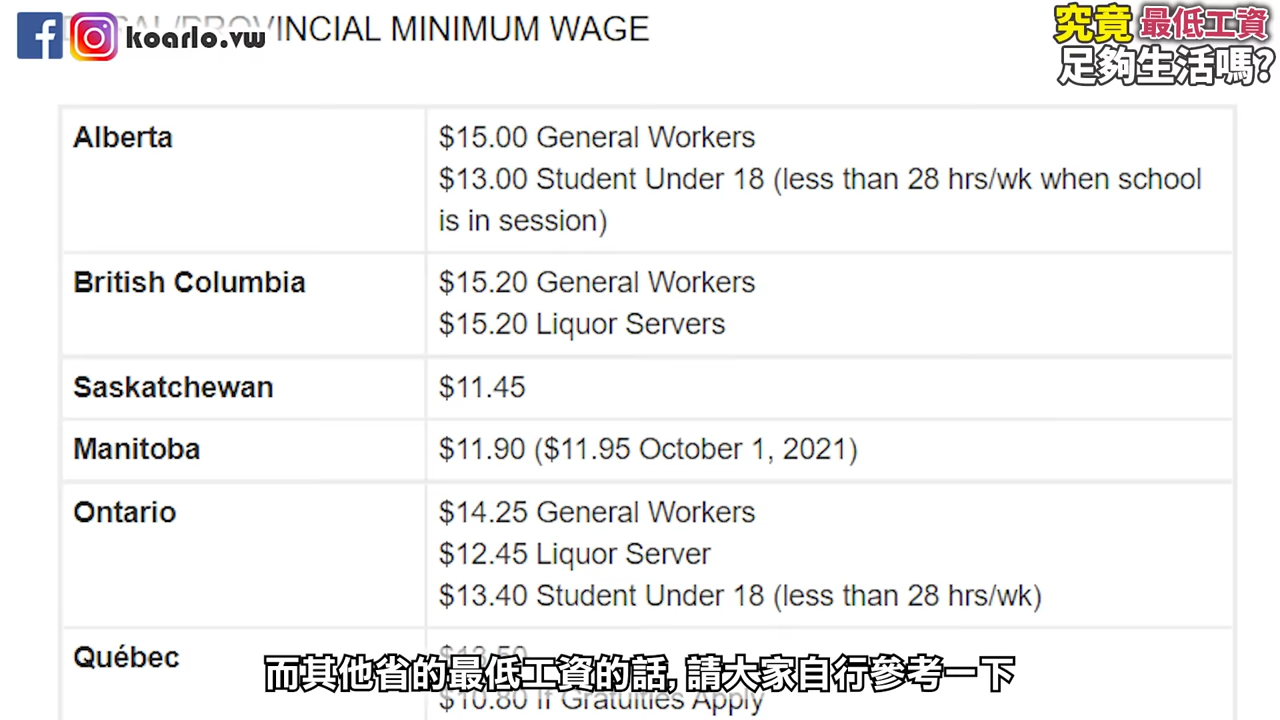 INCIAL MINIMUM WAGE
koarlo.vw
究竟 最低工資
足夠生活嗎?
Alberta
$15.00 General Workers
$13.00 Student Under 18 (less than 28 hrs/wk when school
is in session)
British Columbia
$15.20 General Workers
$15.20 Liquor Servers
Saskatchewan
$11.45
Manitoba
$11.90 ($11.95 October 1, 2021)
Ontario
$14.25 General Workers
$12.45 Liquor Server
$13.40 Student Under 18 (less than 28 hrs/wk)
Québec
$13.50
$10.80 If Gratuities Apply
而其他省的最低工資的話, 請大家自行參考一下